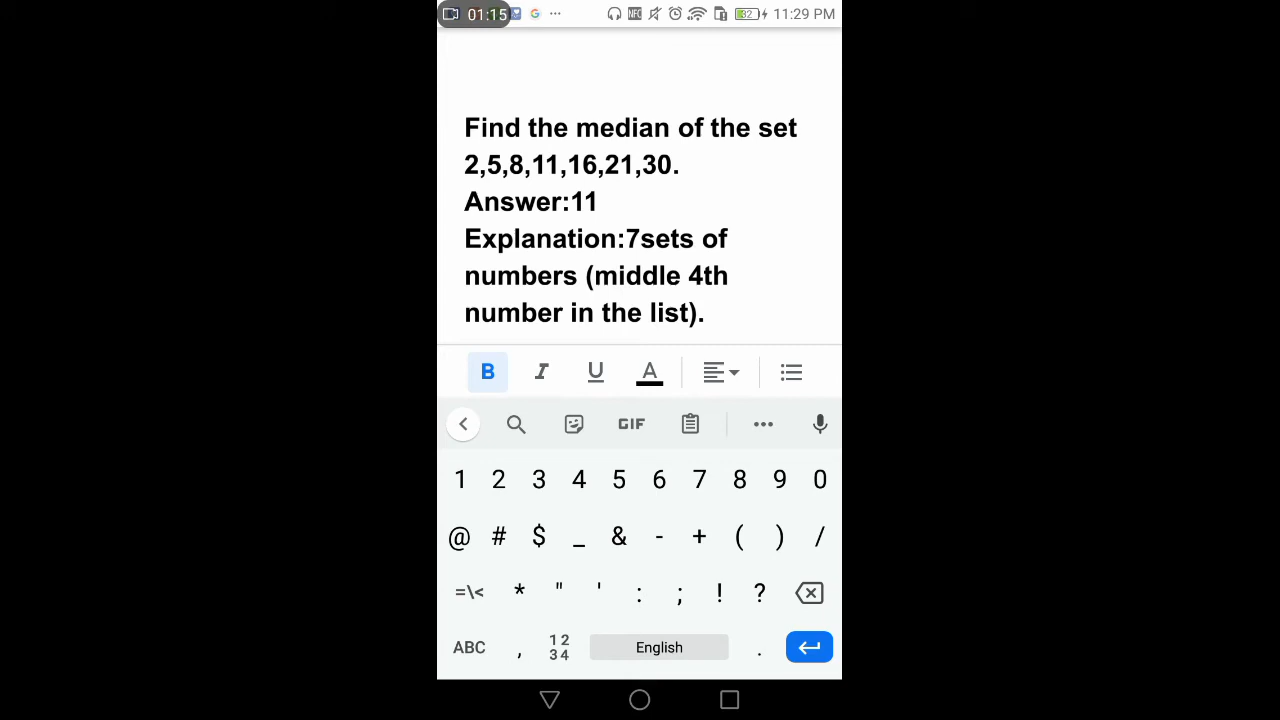 01:15 G ... NFC 32 11:29 PM
Find the median of the set
2,5,8,11,16,21,30.
Answer:11
Explanation:7sets of
numbers (middle 4th
number in the list).
B I U A
GIF ...
1 2 3 4 5 6 7 8 9 0
@ # $ _ & - + ( ) /
=\< * " ' : ; ! ?
ABC , 12 34 English .